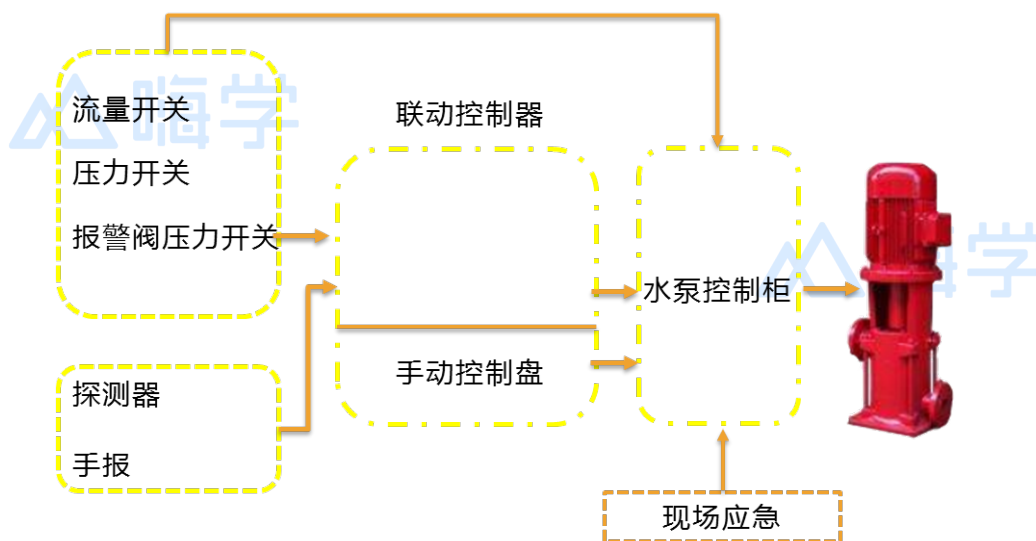 流量开关
压力开关
报警阀压力开关
探测器
手报
联动控制器
手动控制盘
水泵控制柜
现场应急
嗨学
嗨学